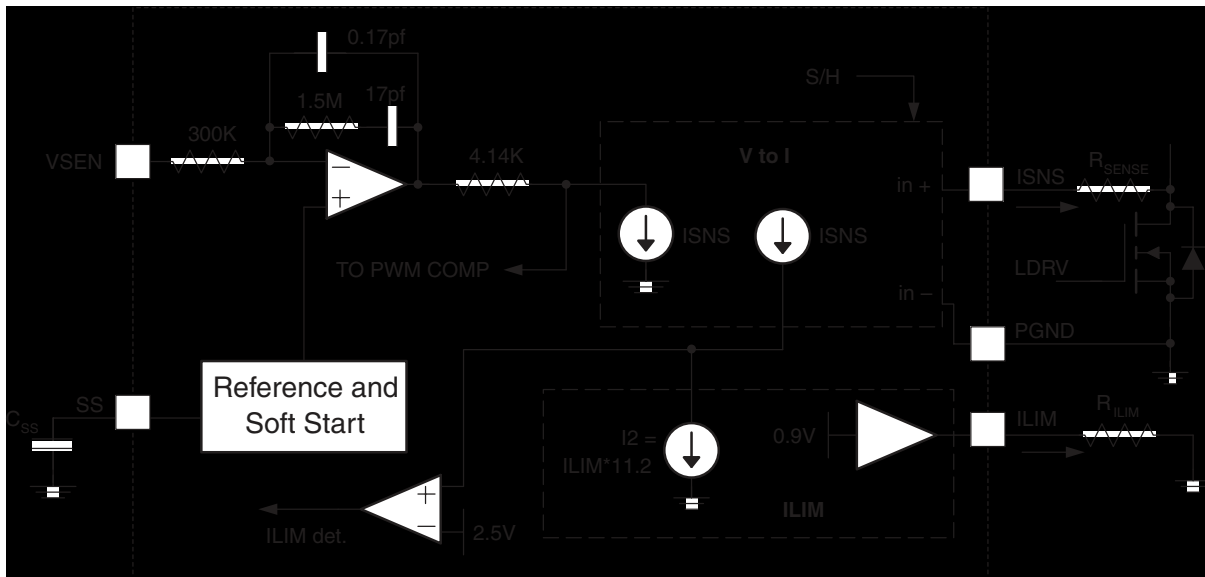 0.17pf
S/H
1.5M
17pf
300K
VSEN
4.14K
V to I
in +
ISNS
RSENSE
ISNS
ISNS
TO PWM COMP
LDRV
in –
PGND
Reference and
Soft Start
SS
CSS
I2 =
ILIM*11.2
0.9V
ILIM
RILIM
ILIM det.
2.5V
ILIM
+
–
+
–